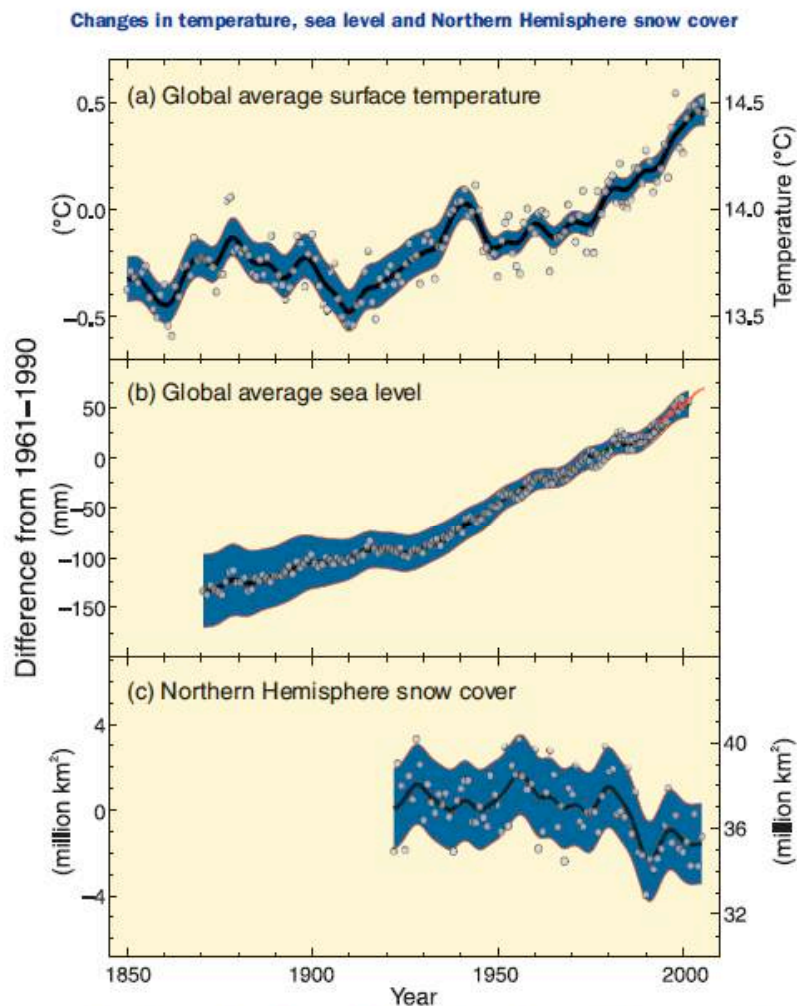 Changes in temperature, sea level and Northern Hemisphere snow cover
(a) Global average surface temperature
0.5
0.0
−0.5
(°C)
14.5
14.0
13.5
Temperature (°C)
Difference from 1961–1990
(b) Global average sea level
50
0
−50
−100
−150
(mm)
(c) Northern Hemisphere snow cover
4
0
−4
(million km²)
40
36
32
(million km²)
1850 1900 1950 2000
Year